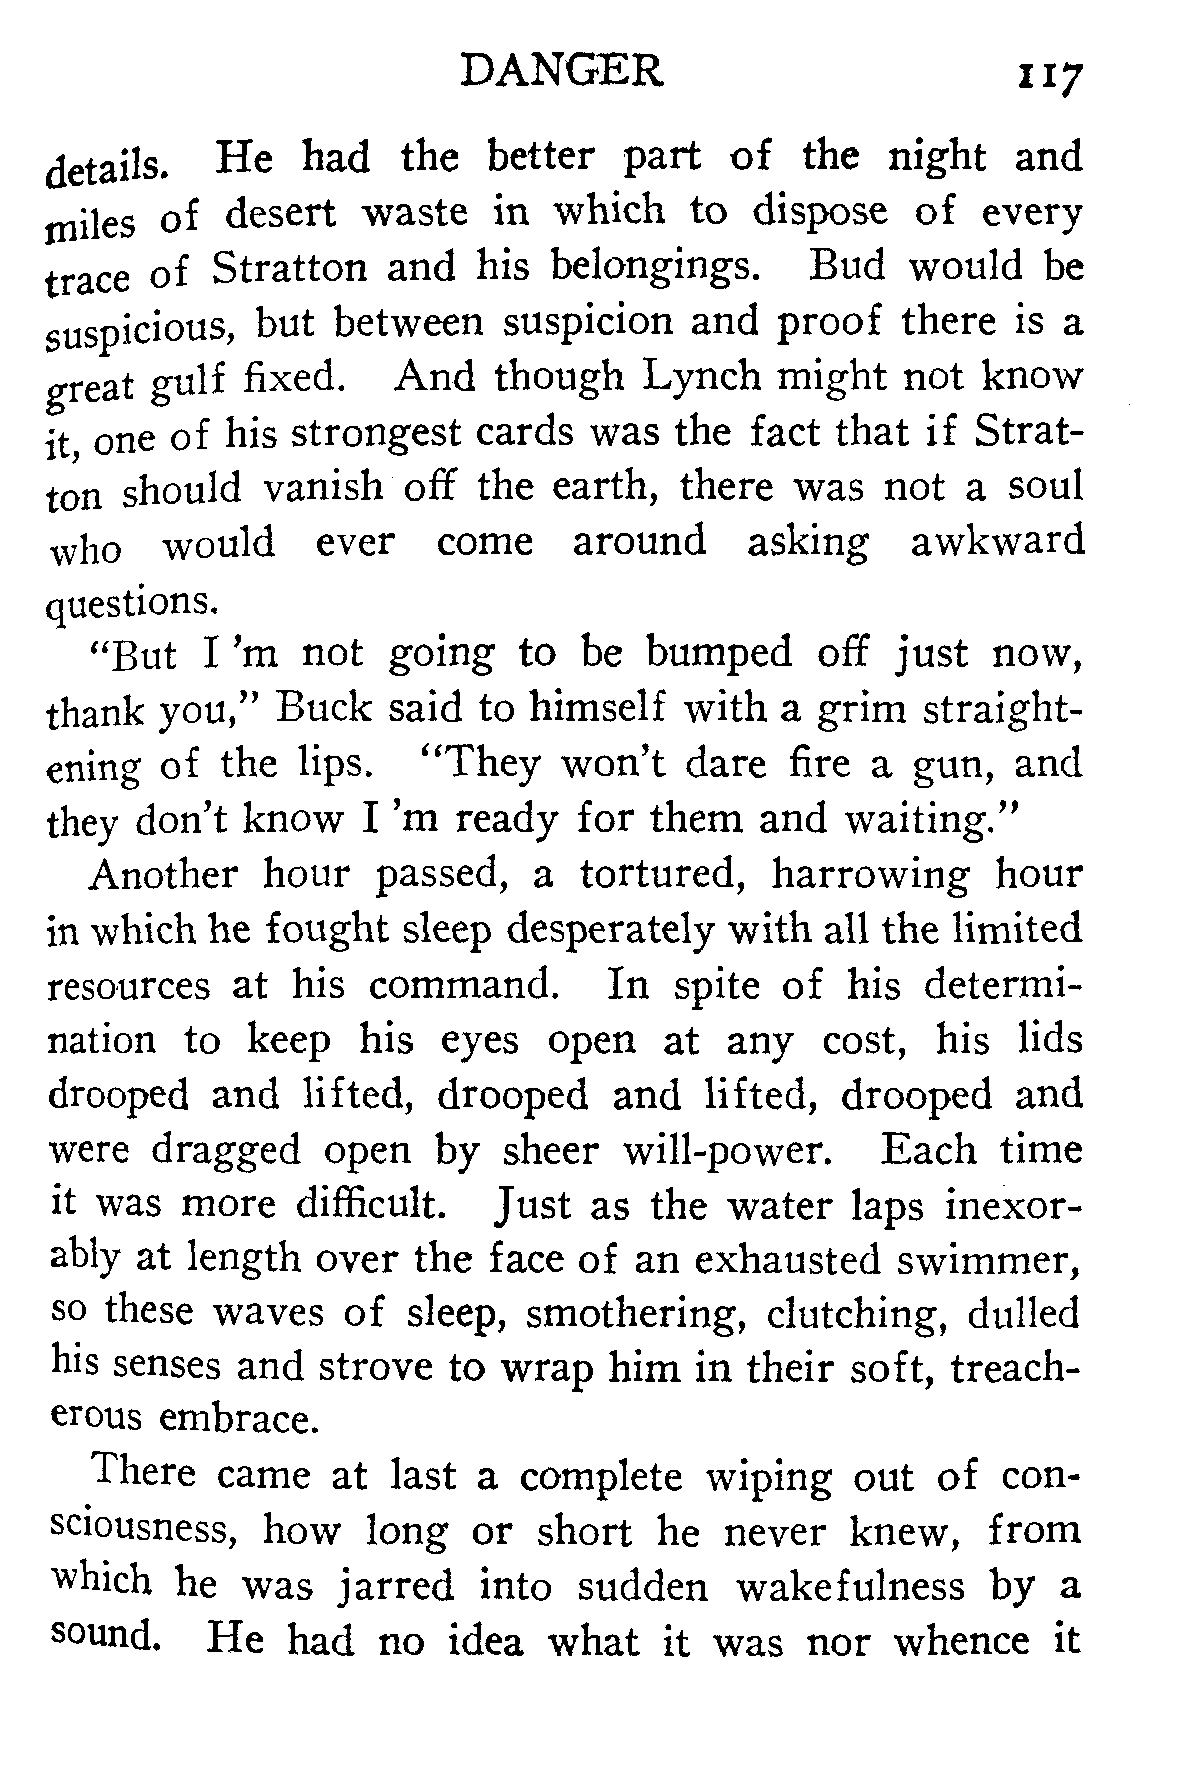 DANGER 117
details. He had the better part of the night and
miles of desert waste in which to dispose of every
trace of Stratton and his belongings. Bud would be
suspicious, but between suspicion and proof there is a
great gulf fixed. And though Lynch might not know
it, one of his strongest cards was the fact that if Strat-
ton should vanish off the earth, there was not a soul
who would ever come around asking awkward
questions.
“But I ’m not going to be bumped off just now,
thank you,” Buck said to himself with a grim straight-
ening of the lips. “They won’t dare fire a gun, and
they don’t know I ’m ready for them and waiting.”
Another hour passed, a tortured, harrowing hour
in which he fought sleep desperately with all the limited
resources at his command. In spite of his determi-
nation to keep his eyes open at any cost, his lids
drooped and lifted, drooped and lifted, drooped and
were dragged open by sheer will-power. Each time
it was more difficult. Just as the water laps inexor-
ably at length over the face of an exhausted swimmer,
so these waves of sleep, smothering, clutching, dulled
his senses and strove to wrap him in their soft, treach-
erous embrace.
There came at last a complete wiping out of con-
sciousness, how long or short he never knew, from
which he was jarred into sudden wakefulness by a
sound. He had no idea what it was nor whence it